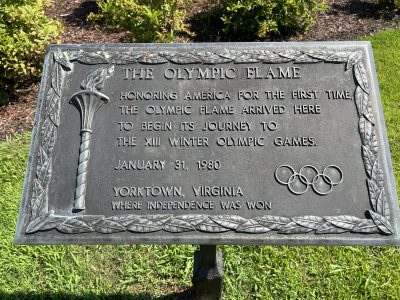 THE OLYMPIC FLAME
HONORING AMERICA FOR THE FIRST TIME,
THE OLYMPIC FLAME ARRIVED HERE
TO BEGIN ITS JOURNEY TO
THE XIII WINTER OLYMPIC GAMES.
JANUARY 31, 1980
YORKTOWN, VIRGINIA
WHERE INDEPENDENCE WAS WON